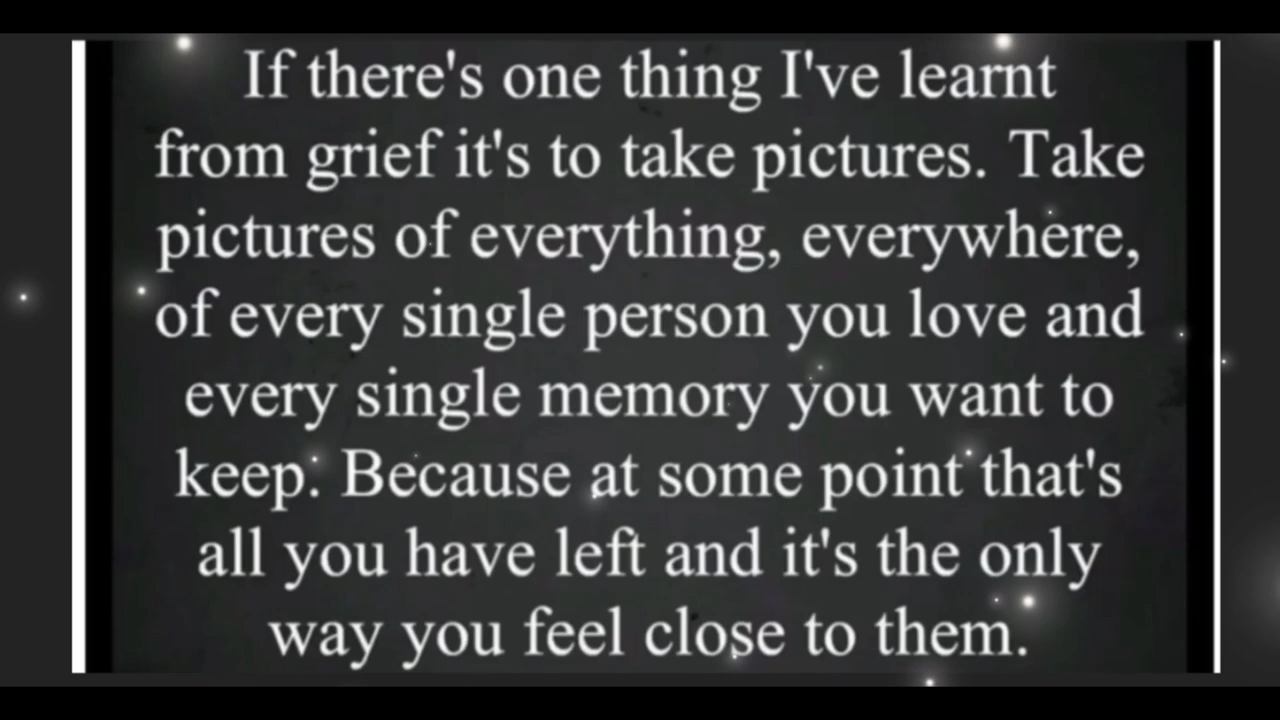 If there's one thing I've learnt
from grief it's to take pictures. Take
pictures of everything, everywhere,
of every single person you love and
every single memory you want to
keep. Because at some point that's
all you have left and it's the only
way you feel close to them.